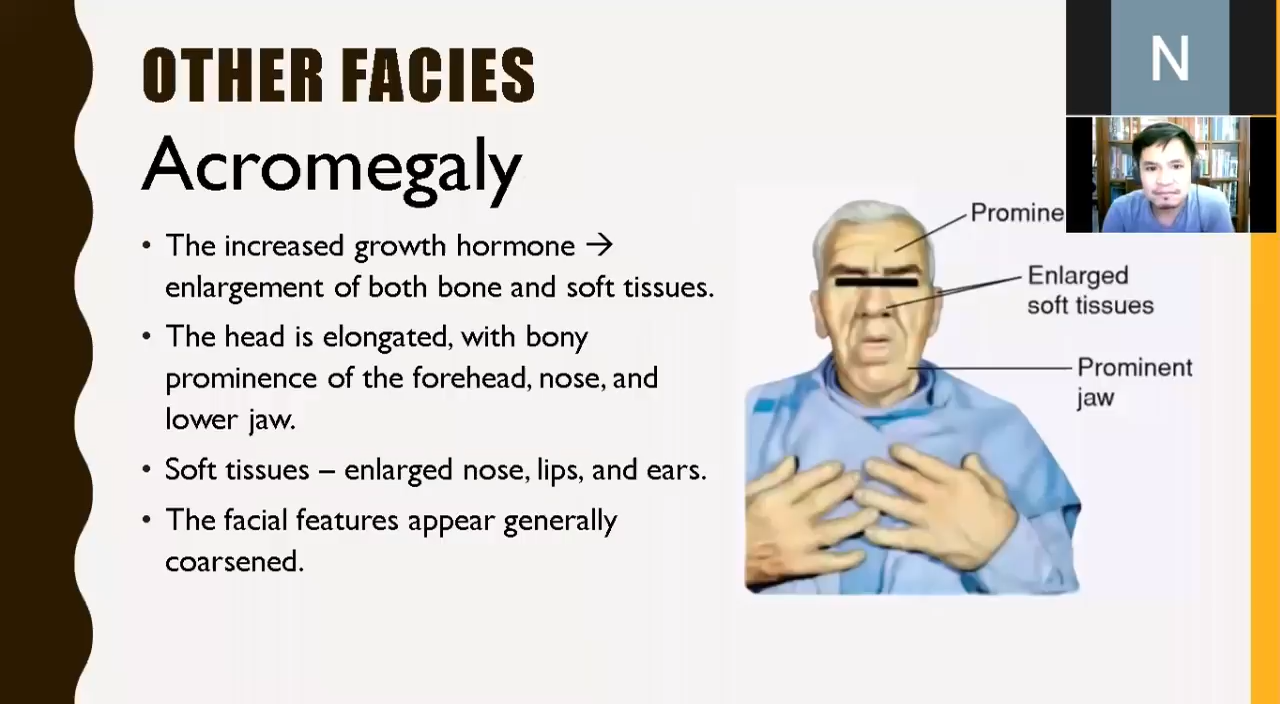 OTHER FACIES
Acromegaly
• The increased growth hormone →
enlargement of both bone and soft tissues.
• The head is elongated, with bony
prominence of the forehead, nose, and
lower jaw.
• Soft tissues – enlarged nose, lips, and ears.
• The facial features appear generally
coarsened.
Promine
Enlarged
soft tissues
Prominent
jaw
N